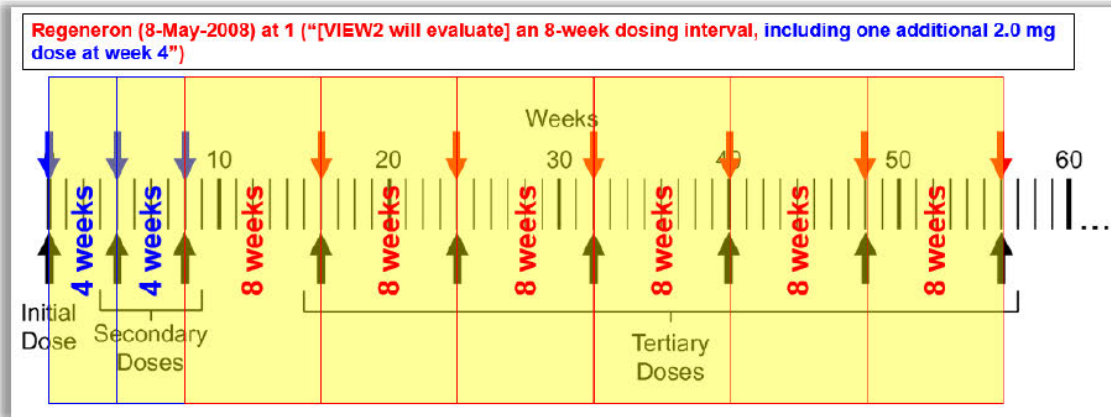 Regeneron (8-May-2008) at 1 (“[VIEW2 will evaluate] an 8-week dosing interval, including one additional 2.0 mg
dose at week 4”)
Weeks
10 20 30 40 50 60
4 weeks 4 weeks 8 weeks 8 weeks 8 weeks 8 weeks 8 weeks 8 weeks
...
Initial
Dose
Secondary
Doses
Tertiary
Doses